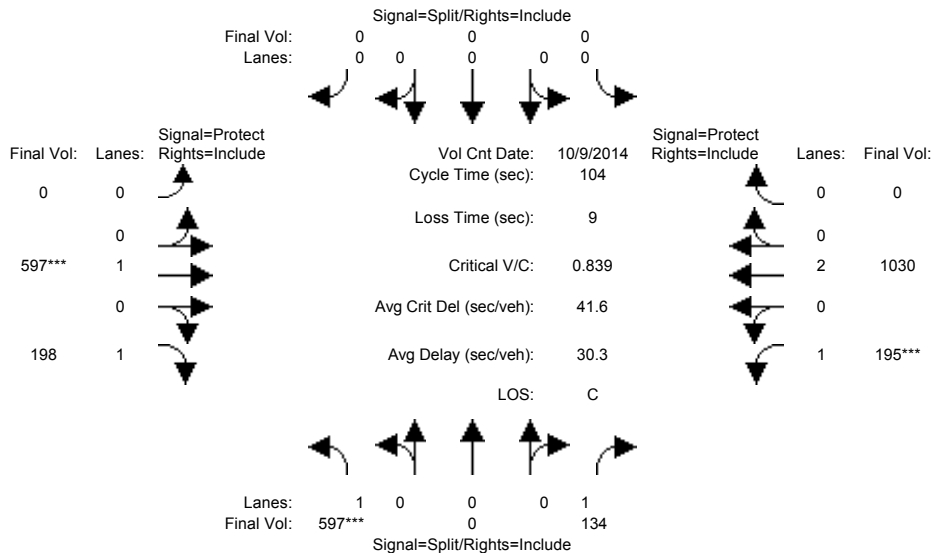 Signal=Split/Rights=Include
Final Vol: 0 0 0
Lanes: 0 0 0 0 0
Signal=Protect Signal=Protect
Final Vol: Lanes: Rights=Include Vol Cnt Date: 10/9/2014 Rights=Include Lanes: Final Vol:
Cycle Time (sec): 104
0 0 0 0
Loss Time (sec): 9
0 0
597*** 1 Critical V/C: 0.839 2 1030
0 Avg Crit Del (sec/veh): 41.6 0
198 1 Avg Delay (sec/veh): 30.3 1 195***
LOS: C
Lanes: 1 0 0 0 1
Final Vol: 597*** 0 134
Signal=Split/Rights=Include